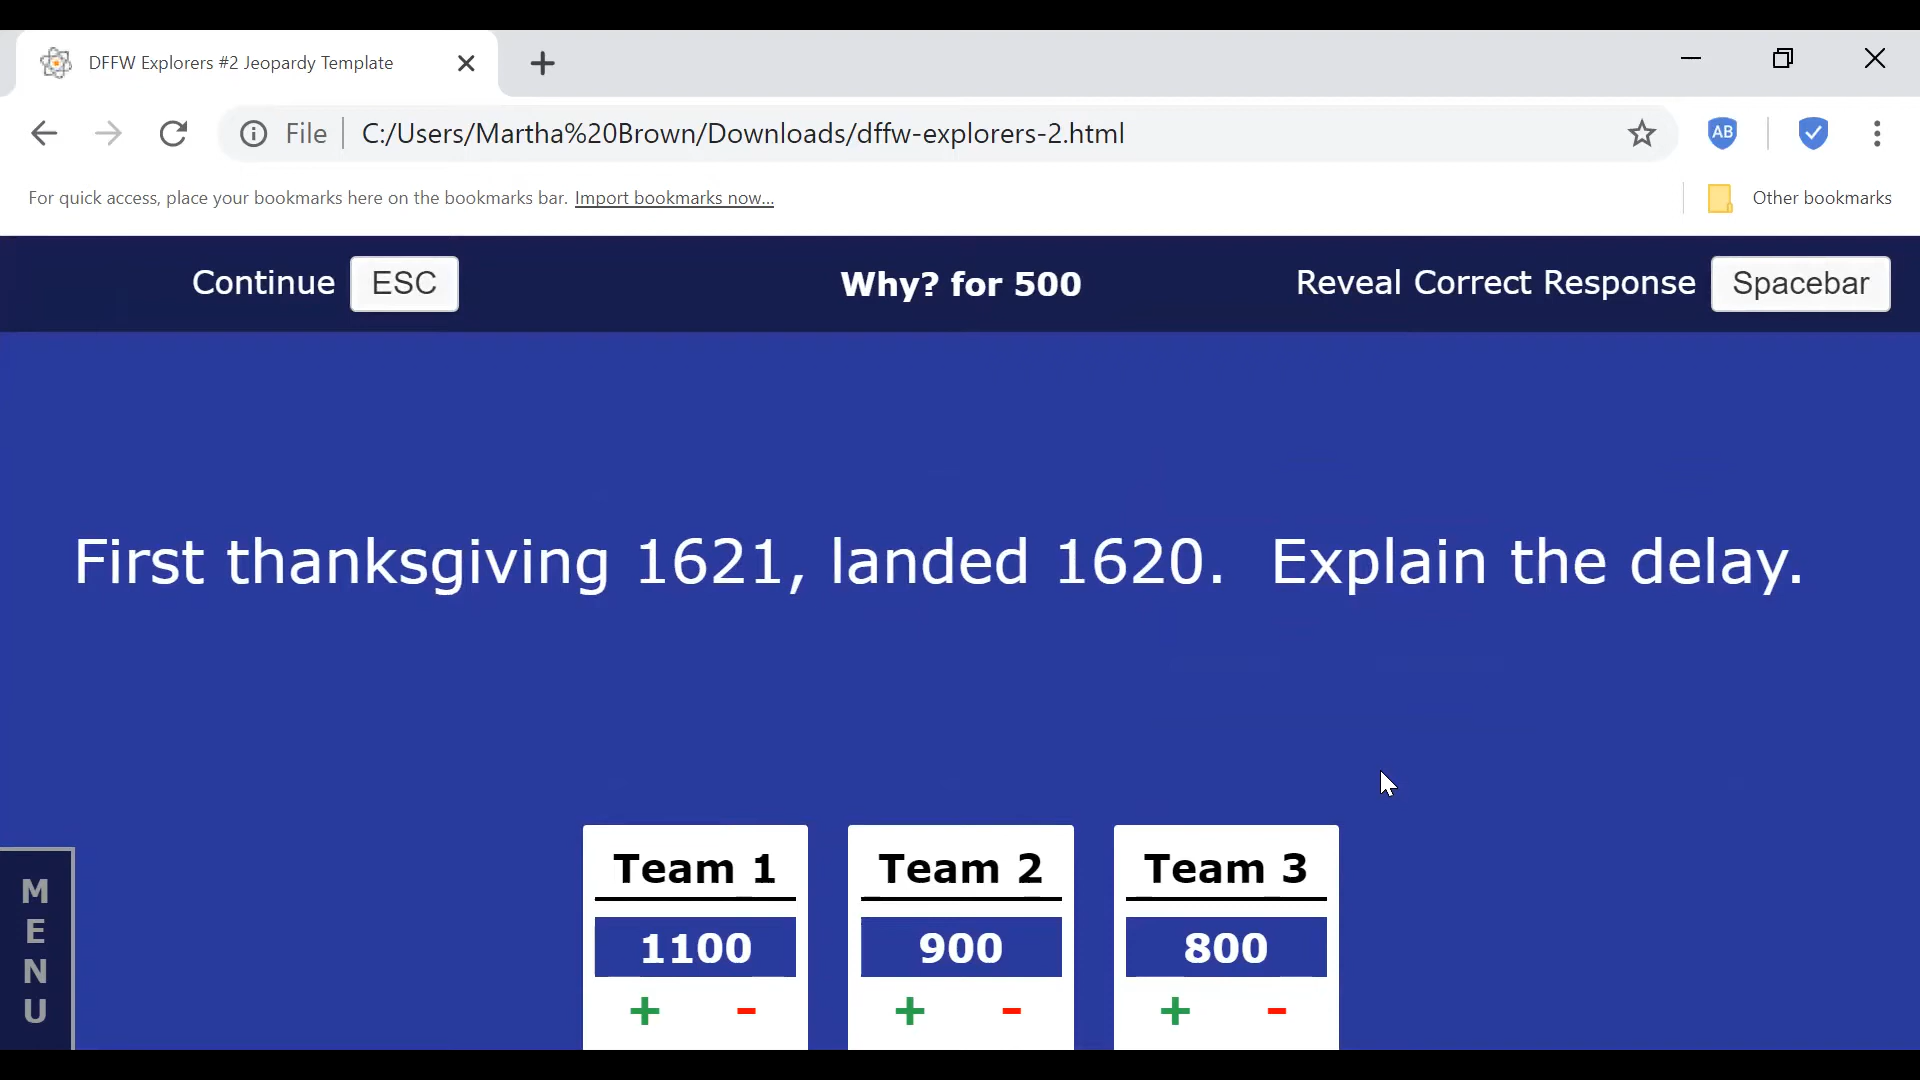 DFFW Explorers #2 Jeopardy Template
File
C:/Users/Martha%20Brown/Downloads/dffw-explorers-2.html
AB
For quick access, place your bookmarks here on the bookmarks bar. Import bookmarks now...
Other bookmarks
Continue ESC
Why? for 500
Reveal Correct Response Spacebar
First thanksgiving 1621, landed 1620.  Explain the delay.
MENU
Team 1 Team 2 Team 3
1100 900 800
+ - + - + -